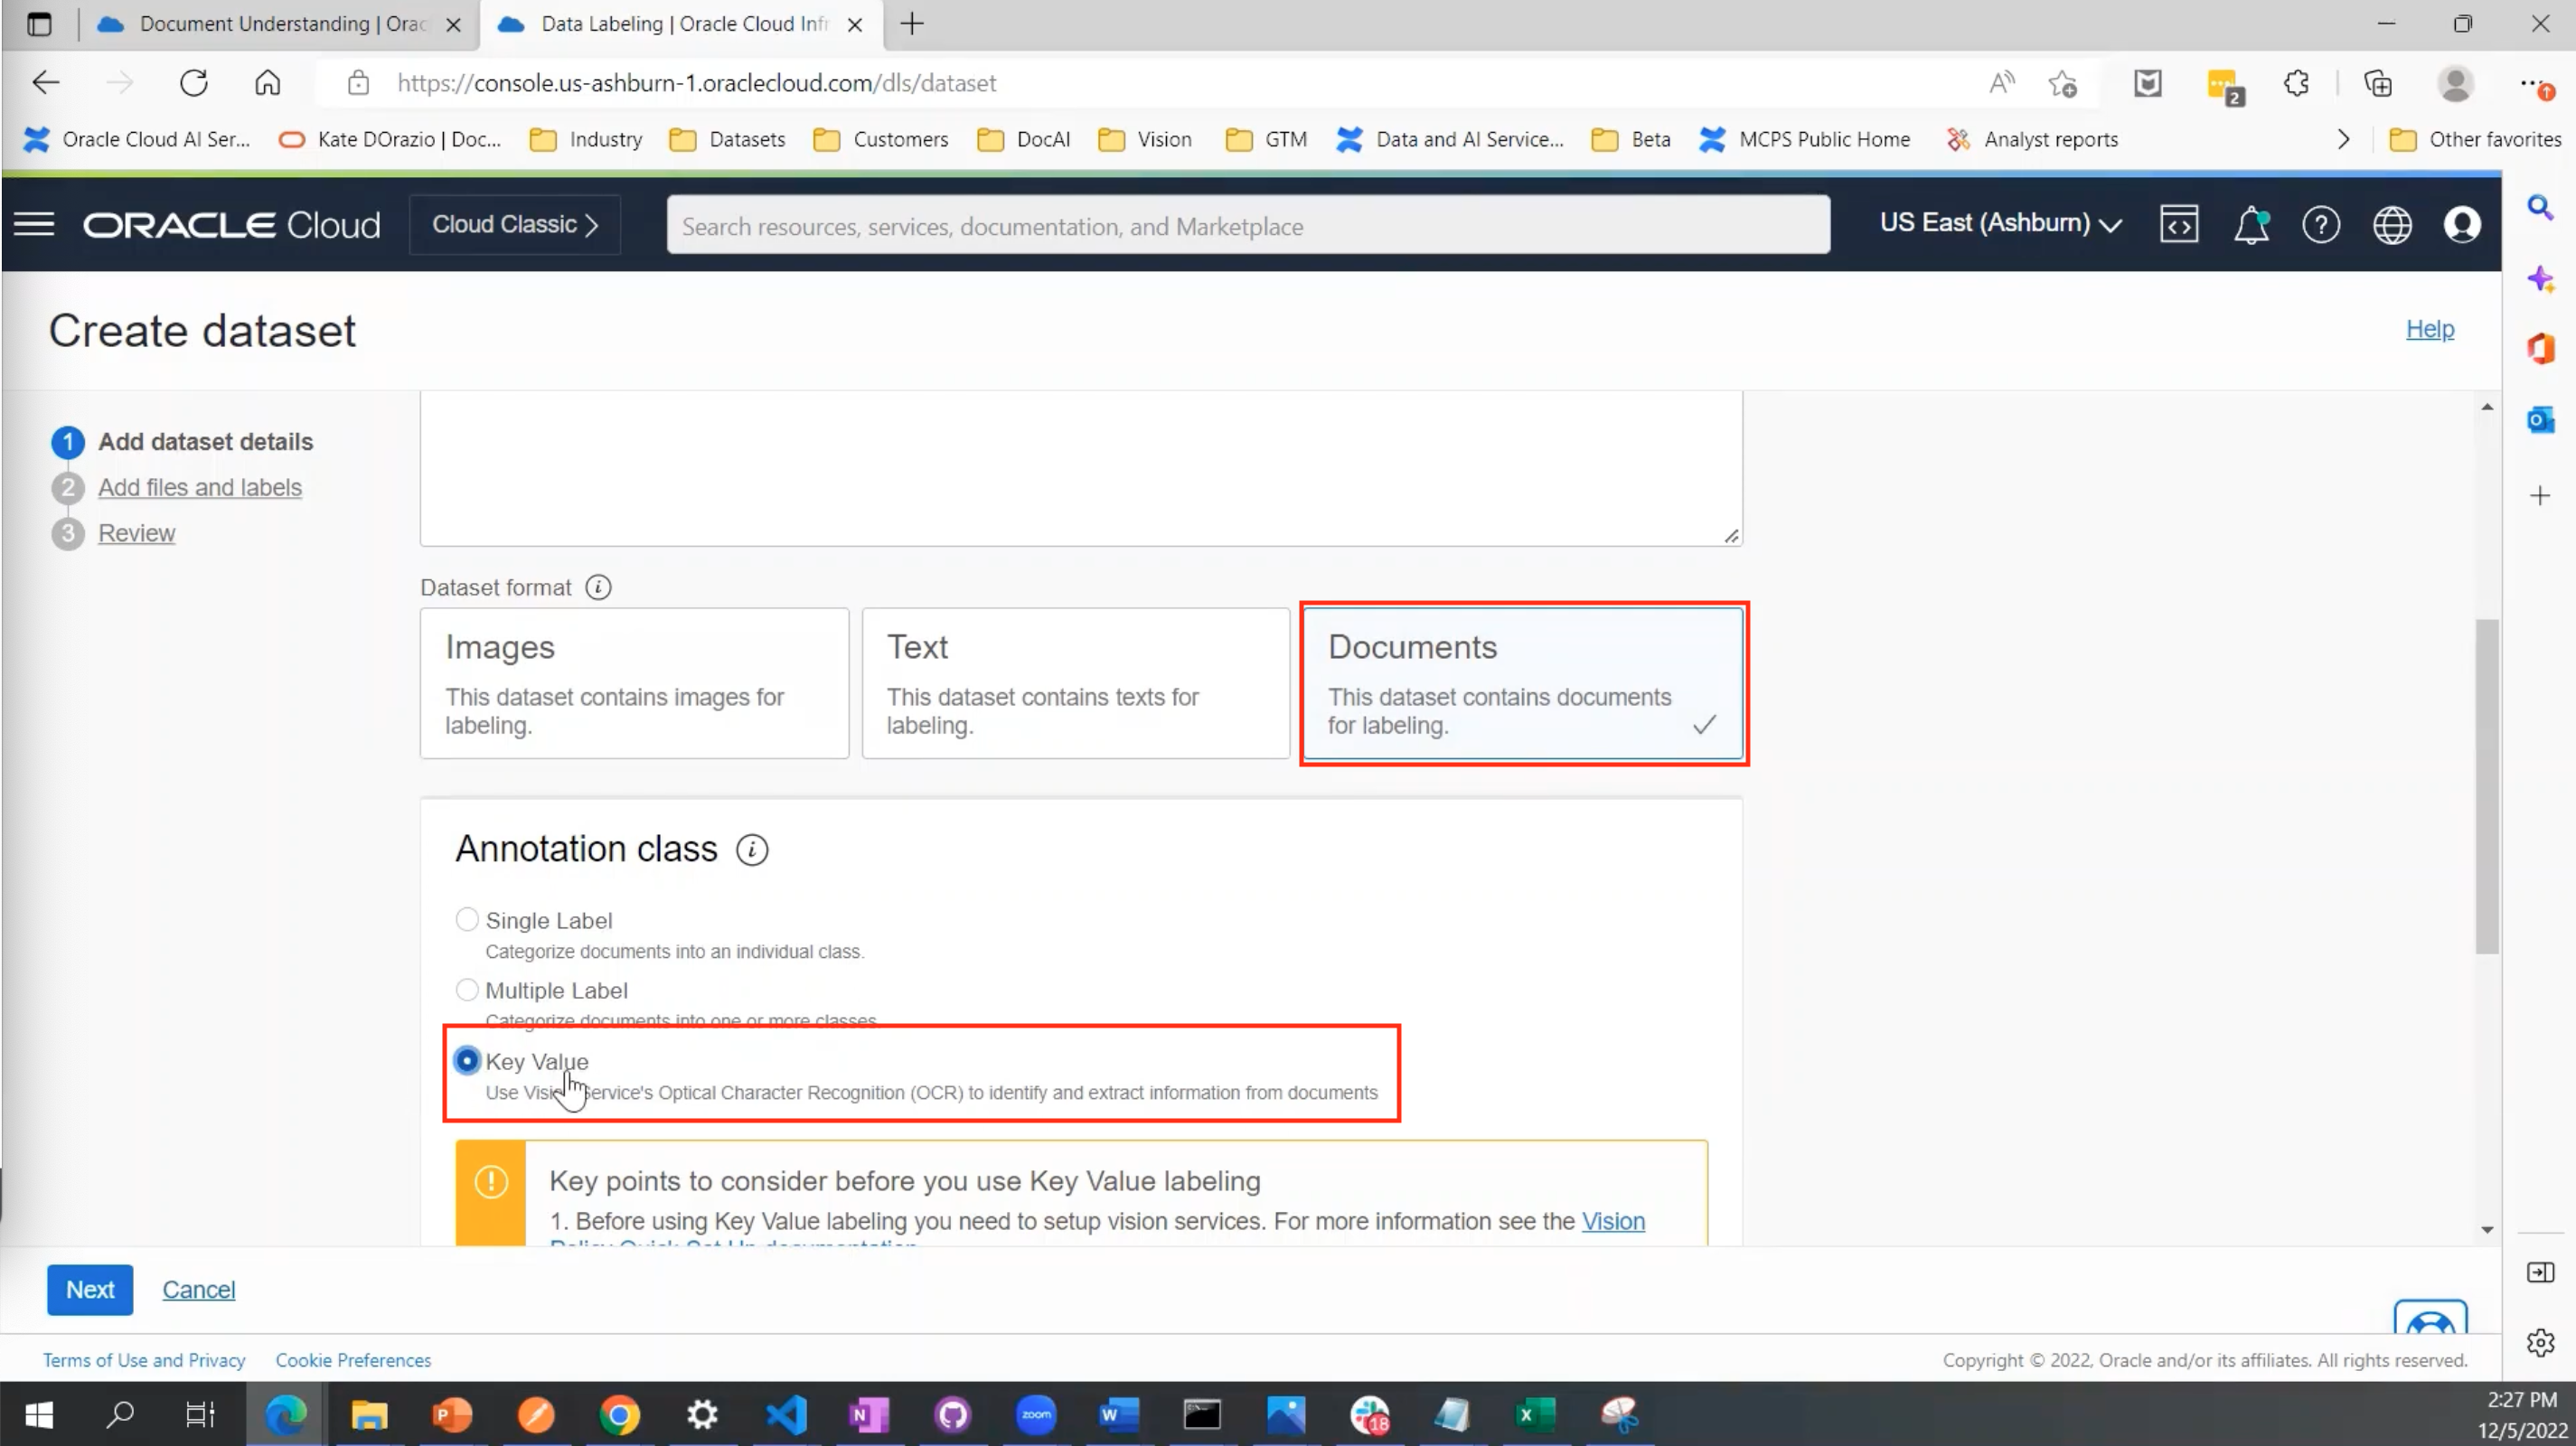 Document Understanding | Orac
Data Labeling | Oracle Cloud Infr
https://console.us-ashburn-1.oraclecloud.com/dls/dataset
2
Oracle Cloud AI Ser...
Kate DOrazio | Doc...
Industry
Datasets
Customers
DocAI
Vision
GTM
Data and AI Service...
Beta
MCPS Public Home
Analyst reports
Other favorites
ORACLE Cloud
Cloud Classic
Search resources, services, documentation, and Marketplace
US East (Ashburn)
Create dataset
Help
1 Add dataset details
2 Add files and labels
3 Review
Dataset format
Images
This dataset contains images for
labeling.
Text
This dataset contains texts for
labeling.
Documents
This dataset contains documents
for labeling.
Annotation class
Single Label
Categorize documents into an individual class.
Multiple Label
Categorize documents into one or more classes.
Key Value
Use Service's Optical Character Recognition (OCR) to identify and extract information from documents
Key points to consider before you use Key Value labeling
1. Before using Key Value labeling you need to setup vision services. For more information see the Vision
Policy Quick Set Up documentation
Next
Cancel
Terms of Use and Privacy
Cookie Preferences
Copyright © 2022, Oracle and/or its affiliates. All rights reserved.
zoom
18
2:27 PM
12/5/2022